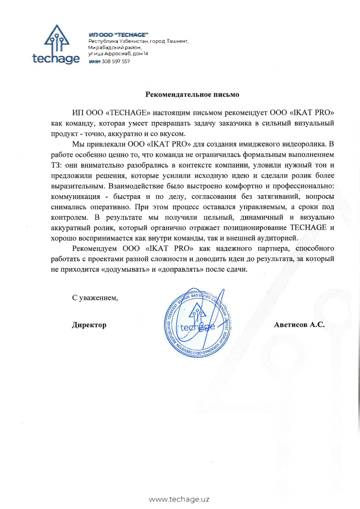 techage
ИП ООО "TECHAGE"
Республика Узбекистан, город Ташкент,
Мирабадский район,
улица Афросиаб, дом 14
ИНН 308 597 557
Рекомендательное письмо
ИП ООО «TECHAGE» настоящим письмом рекомендует ООО «IKAT PRO»
как команду, которая умеет превращать задачу заказчика в сильный визуальный
продукт - точно, аккуратно и со вкусом.
Мы привлекали ООО «IKAT PRO» для создания имиджевого видеоролика. В
работе особенно ценно то, что команда не ограничилась формальным выполнением
ТЗ: они внимательно разобрались в контексте компании, уловили нужный тон и
предложили решения, которые усилили исходную идею и сделали ролик более
выразительным. Взаимодействие было выстроено комфортно и профессионально:
коммуникация - быстрая и по делу, согласования без затягиваний, вопросы
снимались оперативно. При этом процесс оставался управляемым, а сроки под
контролем. В результате мы получили цельный, динамичный и визуально
аккуратный ролик, который органично отражает позиционирование TECHAGE и
хорошо воспринимается как внутри команды, так и внешней аудиторией.
Рекомендуем ООО «IKAT PRO» как надежного партнера, способного
работать с проектами разной сложности и доводить идеи до результата, за который
не приходится «додумывать» и «доправлять» после сдачи.
С уважением,
Директор
techage
Аветисов А.С.
www.techage.uz